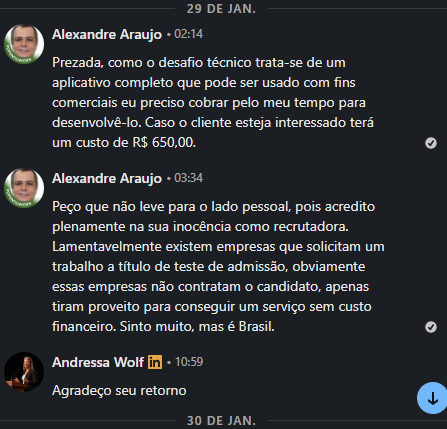 29 DE JAN.
Alexandre Araujo • 02:14
Prezada, como o desafio técnico trata-se de um
aplicativo completo que pode ser usado com fins
comerciais eu preciso cobrar pelo meu tempo para
desenvolvê-lo. Caso o cliente esteja interessado terá
um custo de R$ 650,00.
Alexandre Araujo • 03:34
Peço que não leve para o lado pessoal, pois acredito
plenamente na sua inocência como recrutadora.
Lamentavelmente existem empresas que solicitam um
trabalho a título de teste de admissão, obviamente
essas empresas não contratam o candidato, apenas
tiram proveito para conseguir um serviço sem custo
financeiro. Sinto muito, mas é Brasil.
Andressa Wolf in • 10:59
Agradeço seu retorno
30 DE JAN.